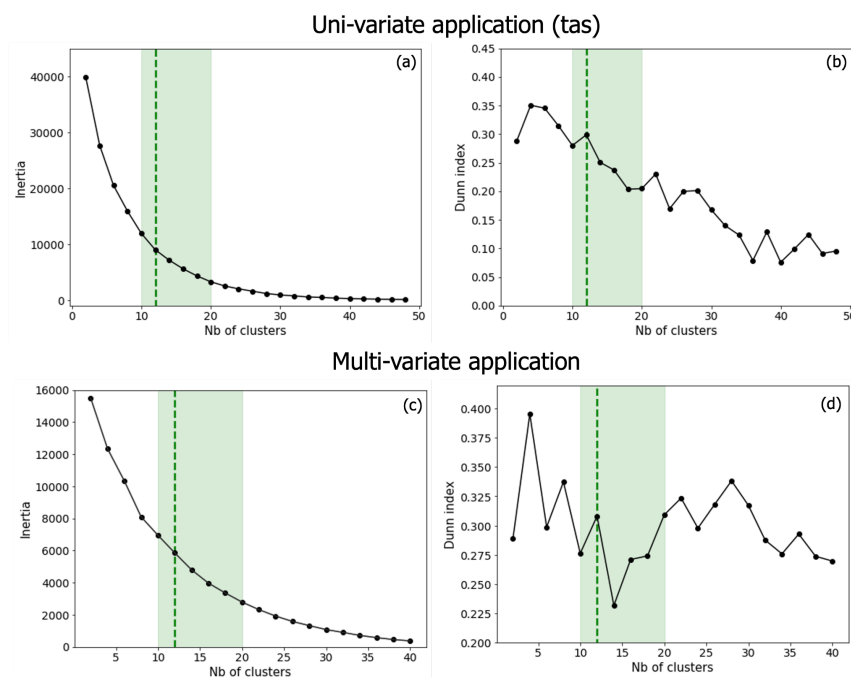 Uni-variate application (tas)
(a)
40000
30000
20000
10000
0
Inertia
0 10 20 30 40 50
Nb of clusters
(b)
0.45
0.40
0.35
0.30
0.25
0.20
0.15
0.10
0.05
0.00
Dunn index
0 10 20 30 40 50
Nb of clusters
Multi-variate application
(c)
16000
14000
12000
10000
8000
6000
4000
2000
0
Inertia
5 10 15 20 25 30 35 40
Nb of clusters
(d)
0.400
0.375
0.350
0.325
0.300
0.275
0.250
0.225
0.200
Dunn index
5 10 15 20 25 30 35 40
Nb of clusters